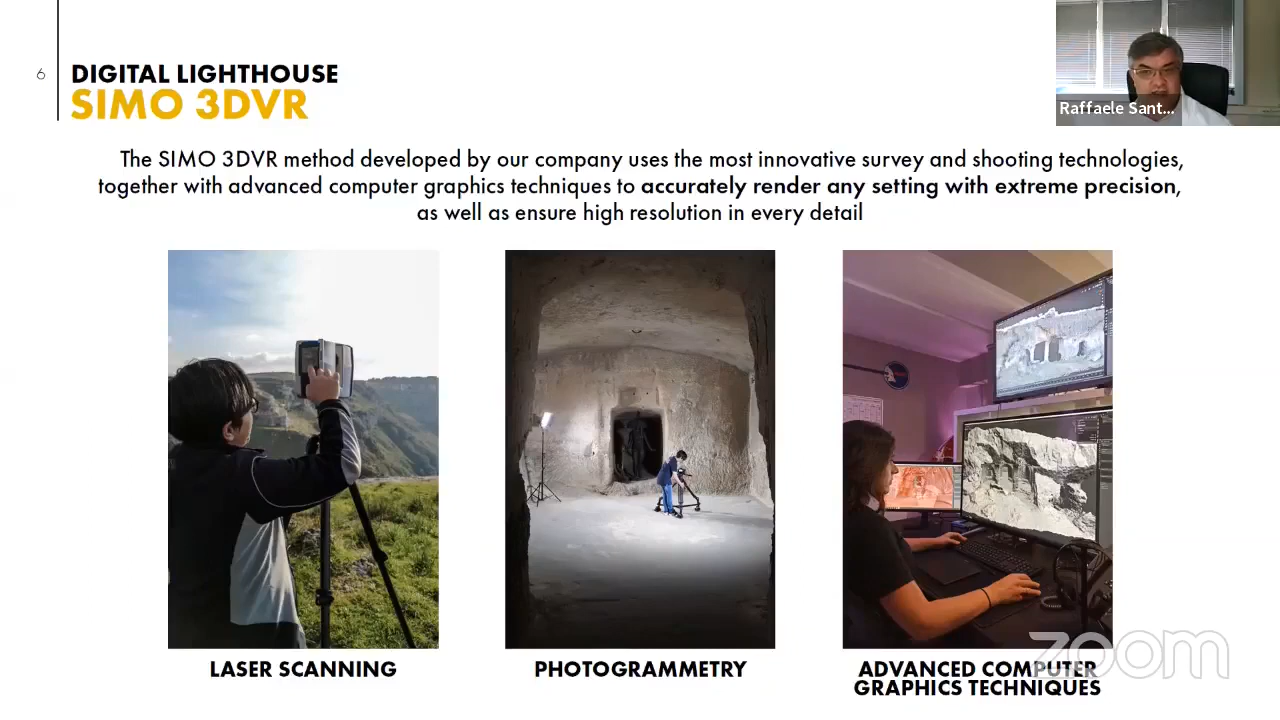 6
DIGITAL LIGHTHOUSE
SIMO 3DVR
Raffaele Sant...
The SIMO 3DVR method developed by our company uses the most innovative survey and shooting technologies,
together with advanced computer graphics techniques to accurately render any setting with extreme precision,
as well as ensure high resolution in every detail
LASER SCANNING
PHOTOGRAMMETRY
ADVANCED COMPUTER
GRAPHICS TECHNIQUES
zoom